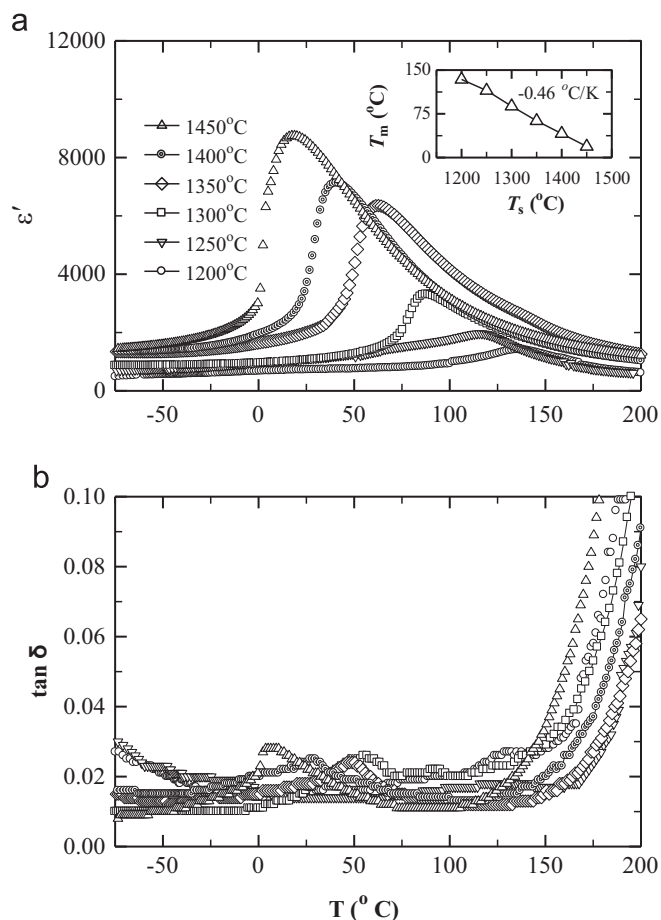 a
12000
8000
4000
0
ε′
1450°C
1400°C
1350°C
1300°C
1250°C
1200°C
150
75
0
Tm (°C)
-0.46 °C/K
1200 1300 1400 1500
Ts (°C)
-50 0 50 100 150 200
b
0.10
0.08
0.06
0.04
0.02
0.00
tan δ
-50 0 50 100 150 200
T (° C)